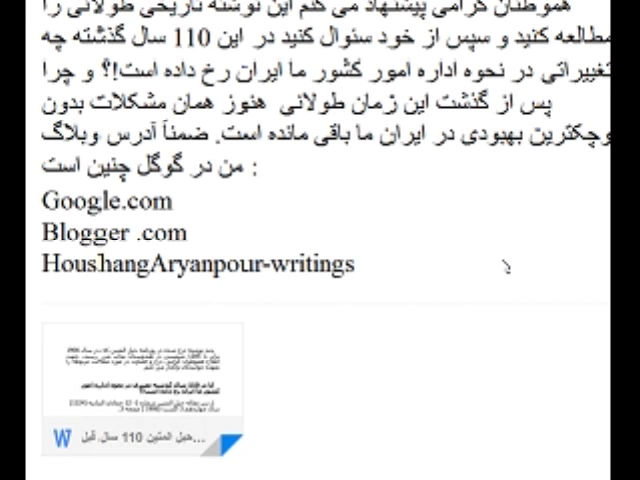 هموطنان گرامی پیشنهاد می کنم این نوشته تاریخی طولانی را
مطالعه کنید و سپس از خود سئوال کنید در این 110 سال گذشته چه
تغییراتی در نحوه اداره امور کشور ما ایران رخ داده است!؟ و چرا
پس از گذشت این زمان طولانی هنوز همان مشکلات بدون
وچکترین بهبودی در ایران ما باقی مانده است. ضمناً آدرس وبلاگ
من در گوگل چنین است :
Google.com
Blogger .com
HoushangAryanpour-writings
W حبل المتین 110 سال قبل...